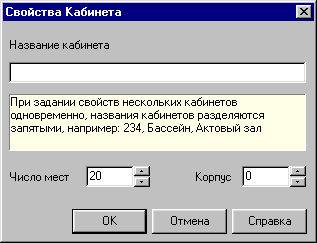 Свойства Кабинета
Название кабинета
При задании свойств нескольких кабинетов
одновременно, названия кабинетов разделяются
запятыми, например: 234, Бассейн, Актовый зал
Число мест 20 Корпус 0
OK Отмена Справка